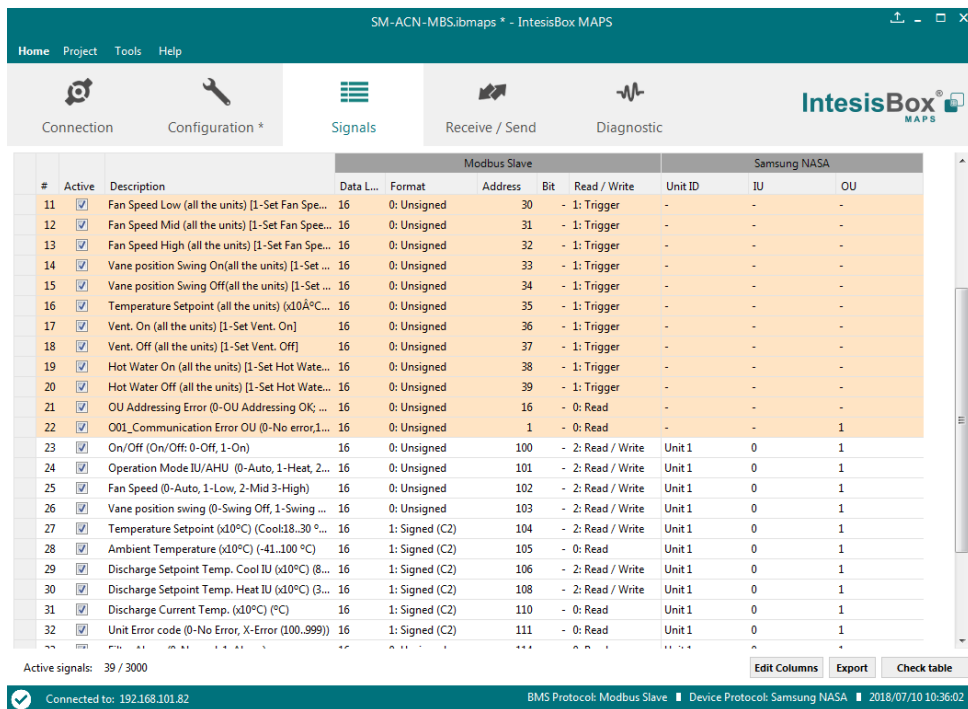 SM-ACN-MBS.ibmaps * - IntesisBox MAPS
Home Project Tools Help
Connection Configuration * Signals Receive / Send Diagnostic
IntesisBox® MAPS
Modbus Slave Samsung NASA
# Active Description Data L... Format Address Bit Read / Write Unit ID IU OU
11 Fan Speed Low (all the units) [1-Set Fan Spe... 16 0: Unsigned 30 - 1: Trigger - - -
12 Fan Speed Mid (all the units) [1-Set Fan Spee... 16 0: Unsigned 31 - 1: Trigger - - -
13 Fan Speed High (all the units) [1-Set Fan Spe... 16 0: Unsigned 32 - 1: Trigger - - -
14 Vane position Swing On(all the units) [1-Set ... 16 0: Unsigned 33 - 1: Trigger - - -
15 Vane position Swing Off(all the units) [1-Set ... 16 0: Unsigned 34 - 1: Trigger - - -
16 Temperature Setpoint (all the units) (x10ÂºC... 16 0: Unsigned 35 - 1: Trigger - - -
17 Vent. On (all the units) [1-Set Vent. On] 16 0: Unsigned 36 - 1: Trigger - - -
18 Vent. Off (all the units) [1-Set Vent. Off] 16 0: Unsigned 37 - 1: Trigger - - -
19 Hot Water On (all the units) [1-Set Hot Wate... 16 0: Unsigned 38 - 1: Trigger - - -
20 Hot Water Off (all the units) [1-Set Hot Wate... 16 0: Unsigned 39 - 1: Trigger - - -
21 OU Addressing Error (0-OU Addressing OK; ... 16 0: Unsigned 16 - 0: Read - - -
22 O01_Communication Error OU (0-No error,1... 16 0: Unsigned 1 - 0: Read - - 1
23 On/Off (On/Off: 0-Off, 1-On) 16 0: Unsigned 100 - 2: Read / Write Unit 1 0 1
24 Operation Mode IU/AHU (0-Auto, 1-Heat, 2... 16 0: Unsigned 101 - 2: Read / Write Unit 1 0 1
25 Fan Speed (0-Auto, 1-Low, 2-Mid 3-High) 16 0: Unsigned 102 - 2: Read / Write Unit 1 0 1
26 Vane position swing (0-Swing Off, 1-Swing ... 16 0: Unsigned 103 - 2: Read / Write Unit 1 0 1
27 Temperature Setpoint (x10ºC) (Cool:18..30 º... 16 1: Signed (C2) 104 - 2: Read / Write Unit 1 0 1
28 Ambient Temperature (x10ºC) (-41..100 ºC) 16 1: Signed (C2) 105 - 0: Read Unit 1 0 1
29 Discharge Setpoint Temp. Cool IU (x10ºC) (8... 16 1: Signed (C2) 106 - 2: Read / Write Unit 1 0 1
30 Discharge Setpoint Temp. Heat IU (x10ºC) (3... 16 1: Signed (C2) 108 - 2: Read / Write Unit 1 0 1
31 Discharge Current Temp. (x10ºC) (ºC) 16 1: Signed (C2) 110 - 0: Read Unit 1 0 1
32 Unit Error code (0-No Error, X-Error (100..999)) 16 1: Signed (C2) 111 - 0: Read Unit 1 0 1
Active signals: 39 / 3000 Edit Columns Export Check table
Connected to: 192.168.101.82 BMS Protocol: Modbus Slave Device Protocol: Samsung NASA 2018/07/10 10:36:02